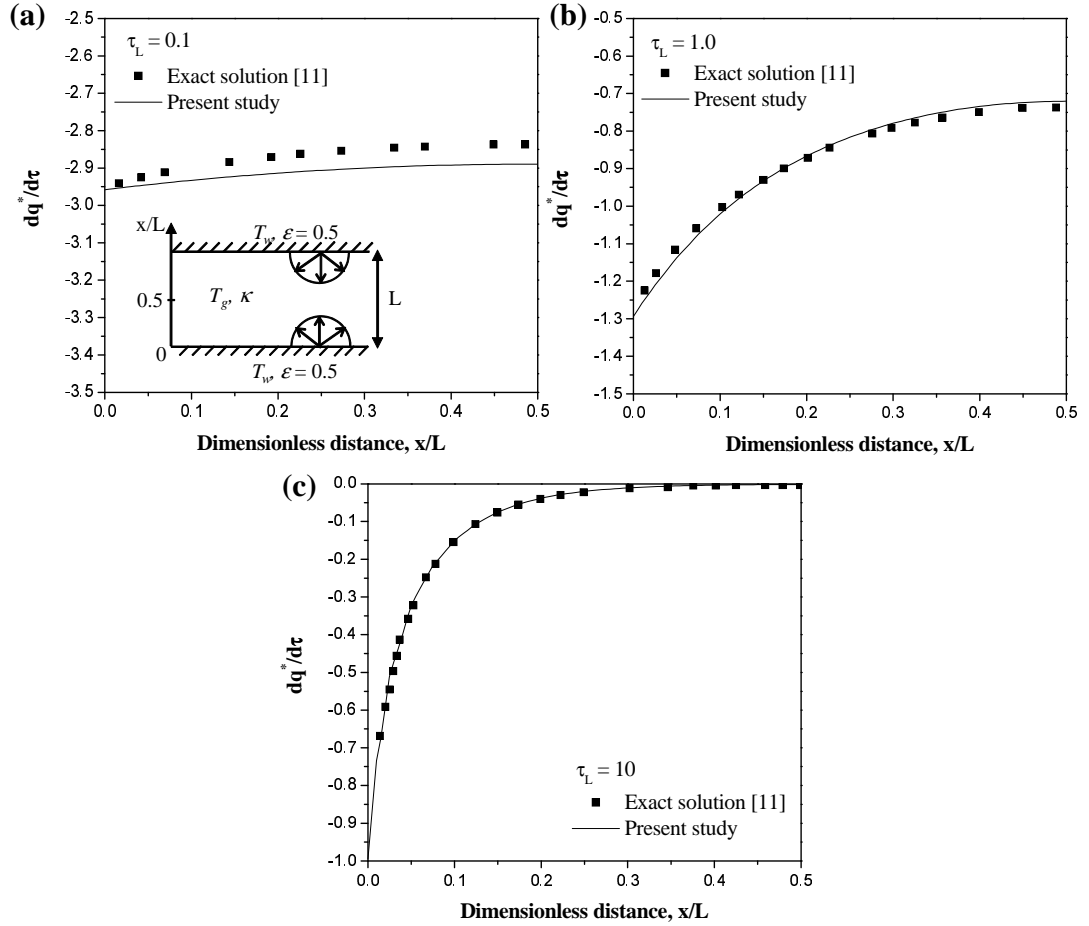 (a)
τ_L = 0.1
Exact solution [11]
Present study
-2.5
-2.6
-2.7
-2.8
-2.9
-3.0
-3.1
-3.2
-3.3
-3.4
-3.5
dq*/dτ
x/L
T_w, ε = 0.5
T_g, κ
0.5
L
0
T_w, ε = 0.5
0.0 0.1 0.2 0.3 0.4 0.5
Dimensionless distance, x/L
(b)
τ_L = 1.0
Exact solution [11]
Present study
-0.5
-0.6
-0.7
-0.8
-0.9
-1.0
-1.1
-1.2
-1.3
-1.4
-1.5
dq*/dτ
0.0 0.1 0.2 0.3 0.4 0.5
Dimensionless distance, x/L
(c)
0.0
-0.1
-0.2
-0.3
-0.4
-0.5
-0.6
-0.7
-0.8
-0.9
-1.0
dq*/dτ
τ_L = 10
Exact solution [11]
Present study
0.0 0.1 0.2 0.3 0.4 0.5
Dimensionless distance, x/L